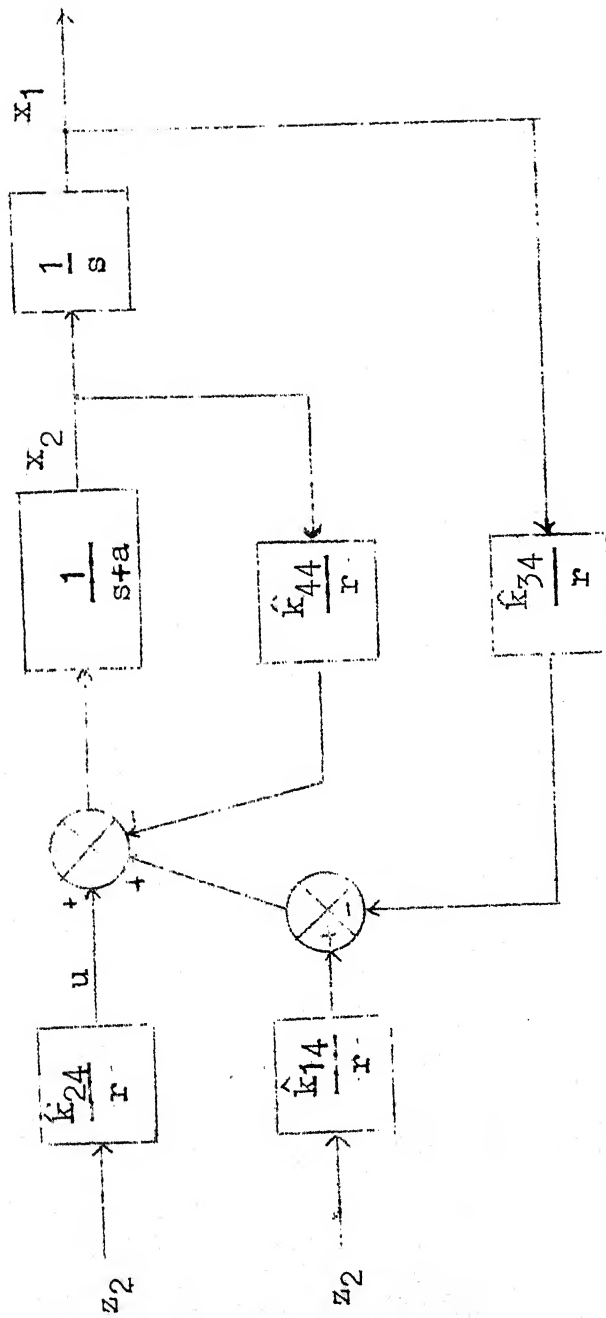 z₂
k̂₂₄
r
u
+
+
-
1
s+a
x₂
1
s
x₁
k̂₄₄
r
z₂
k̂₁₄
r
+
-
k̂₃₄
r